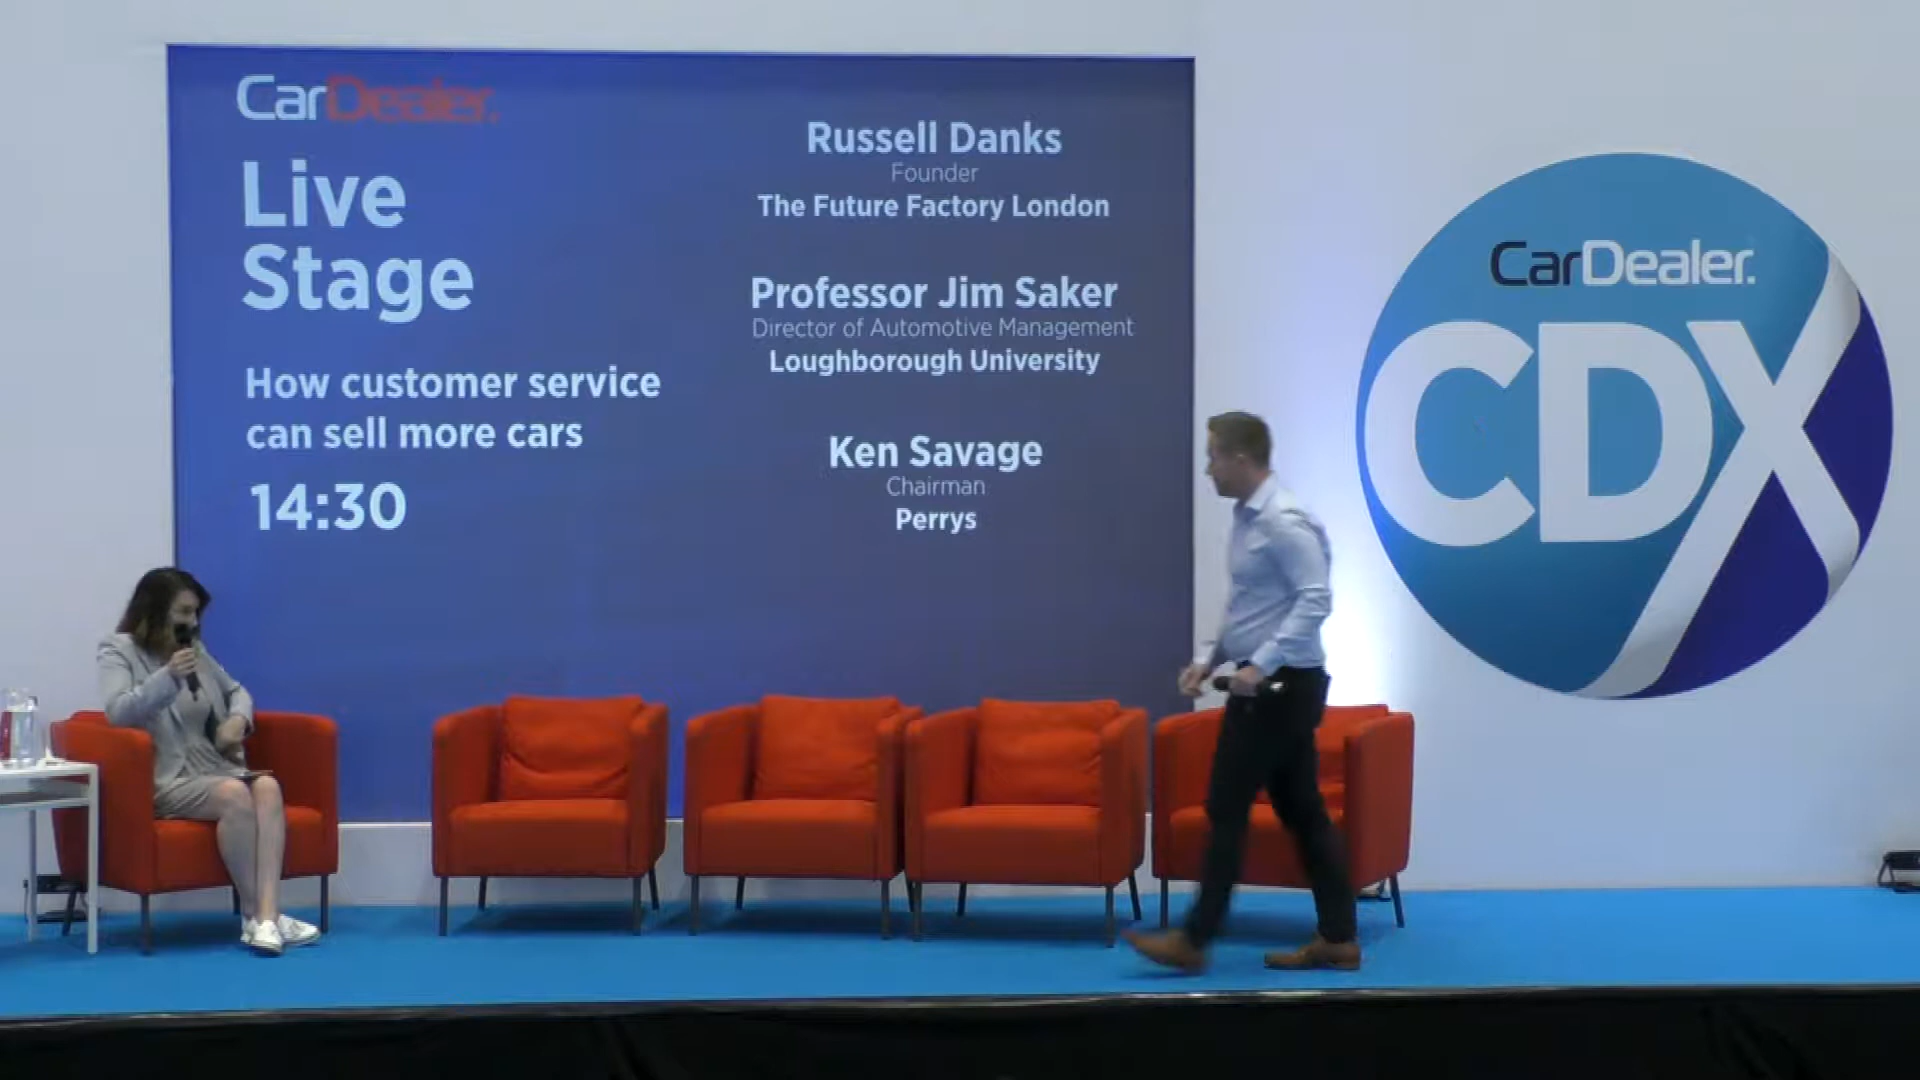 CarDealer.
Live
Stage
How customer service
can sell more cars
14:30
Russell Danks
Founder
The Future Factory London
Professor Jim Saker
Director of Automotive Management
Loughborough University
Ken Savage
Chairman
Perrys
CarDealer.
CDX